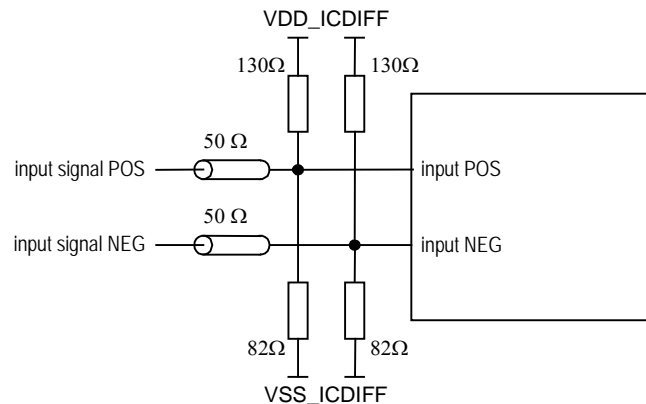 VDD_ICDIFF
130Ω 130Ω
50 Ω
input signal POS input POS
50 Ω
input signal NEG input NEG
82Ω 82Ω
VSS_ICDIFF